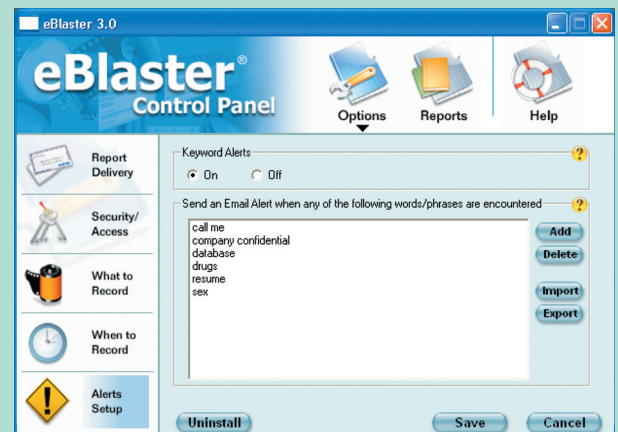 eBlaster 3.0
eBlaster®
Control Panel
Options
Reports
Help
Report
Delivery
Security/
Access
What to
Record
When to
Record
Alerts
Setup
Keyword Alerts
?
On
Off
Send an Email Alert when any of the following words/phrases are encountered
?
call me
company confidential
database
drugs
resume
sex
Add
Delete
Import
Export
Uninstall
Save
Cancel